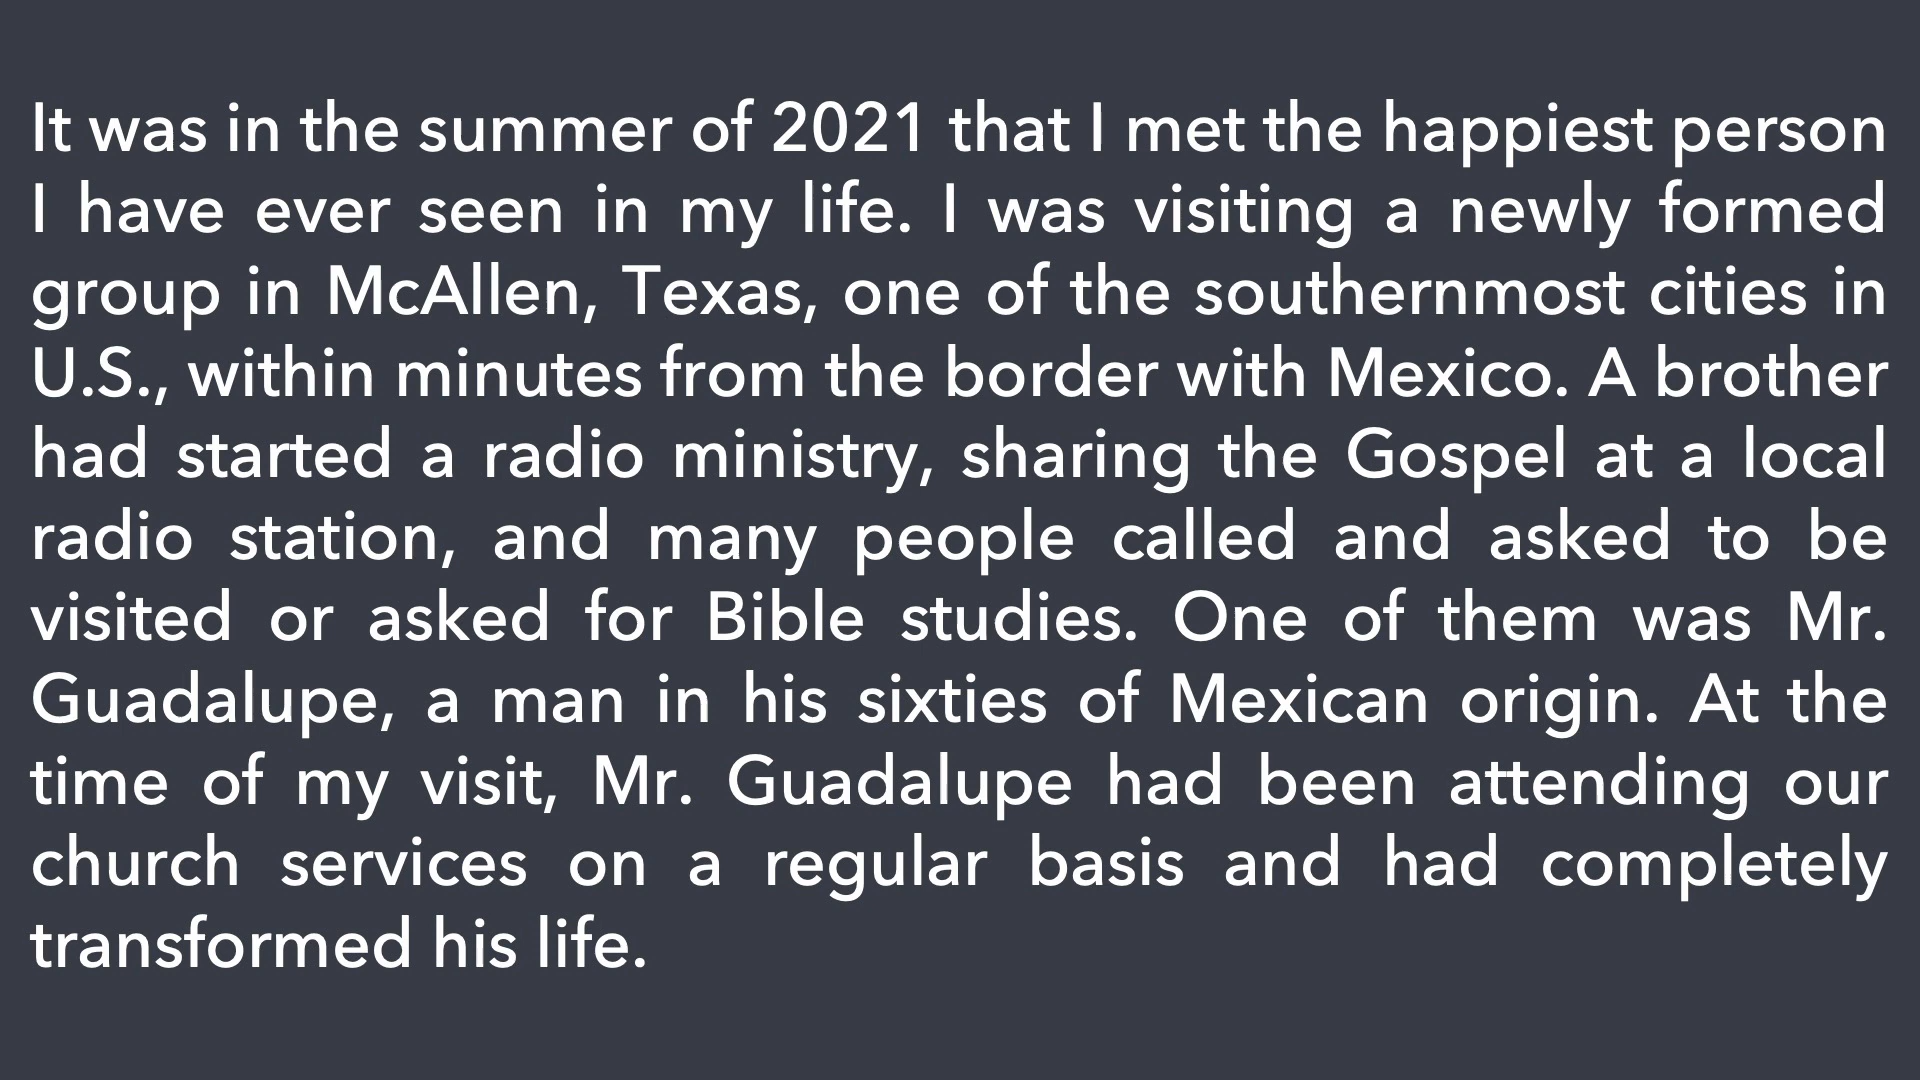 It was in the summer of 2021 that I met the happiest person
I have ever seen in my life. I was visiting a newly formed
group in McAllen, Texas, one of the southernmost cities in
U.S., within minutes from the border with Mexico. A brother
had started a radio ministry, sharing the Gospel at a local
radio station, and many people called and asked to be
visited or asked for Bible studies. One of them was Mr.
Guadalupe, a man in his sixties of Mexican origin. At the
time of my visit, Mr. Guadalupe had been attending our
church services on a regular basis and had completely
transformed his life.